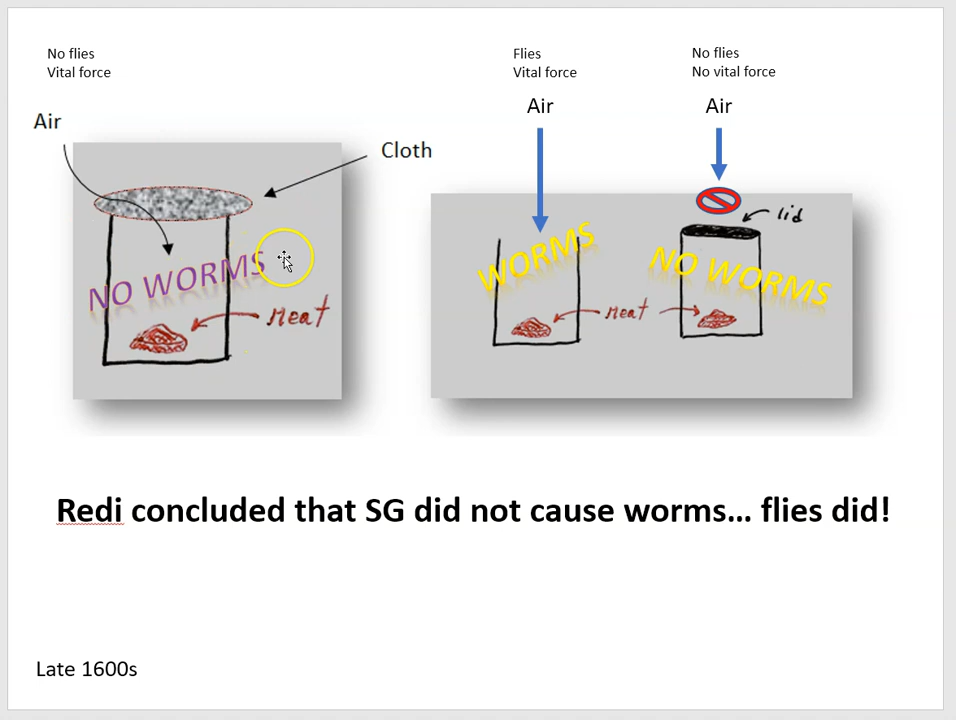 No flies
Vital force
Air
Cloth
NO WORMS
Meat
Flies
Vital force
Air
No flies
No vital force
Air
lid
WORMS
NO WORMS
Meat
Redi concluded that SG did not cause worms… flies did!
Late 1600s